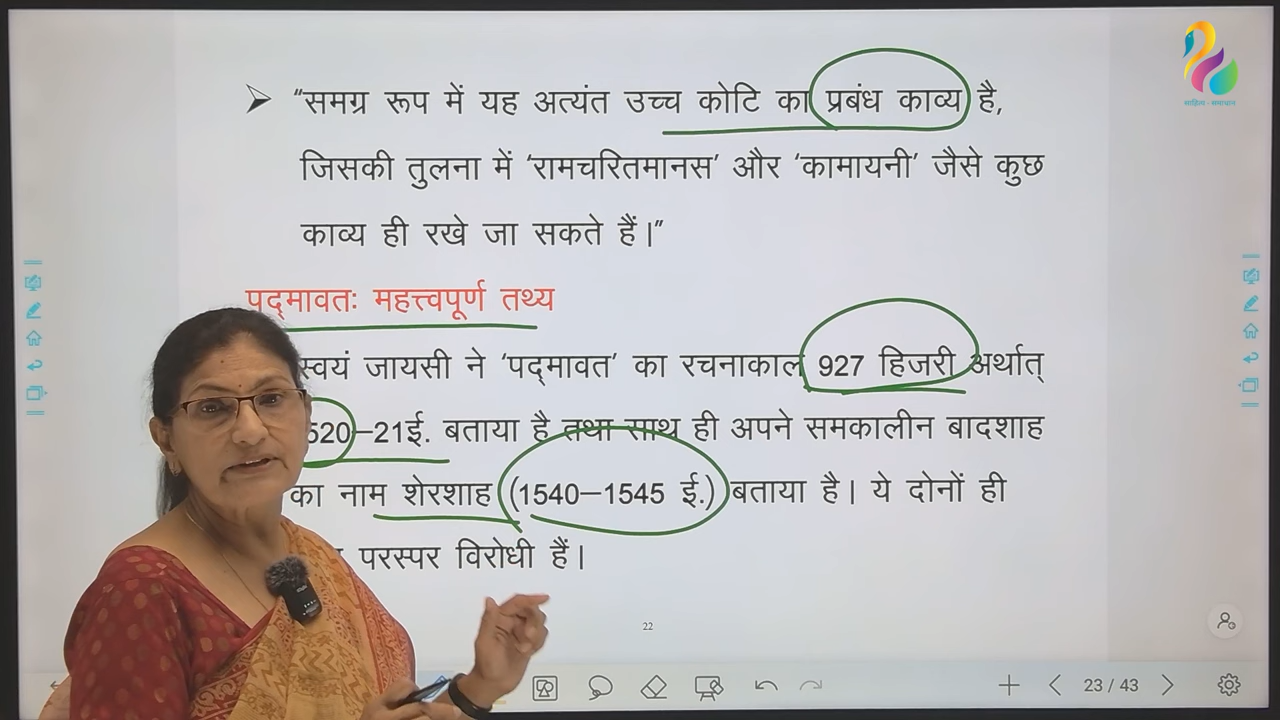 साहित्य - समाधान
➢ “समग्र रूप में यह अत्यंत उच्च कोटि का प्रबंध काव्य है,
जिसकी तुलना में ‘रामचरितमानस’ और ‘कामायनी’ जैसे कुछ
काव्य ही रखे जा सकते हैं।”
पद्मावतः महत्त्वपूर्ण तथ्य
स्वयं जायसी ने ‘पद्मावत’ का रचनाकाल 927 हिजरी अर्थात्
520–21ई. बताया है तथा साथ ही अपने समकालीन बादशाह
का नाम शेरशाह (1540–1545 ई.) बताया है। ये दोनों ही
परस्पर विरोधी हैं।
22
23 / 43